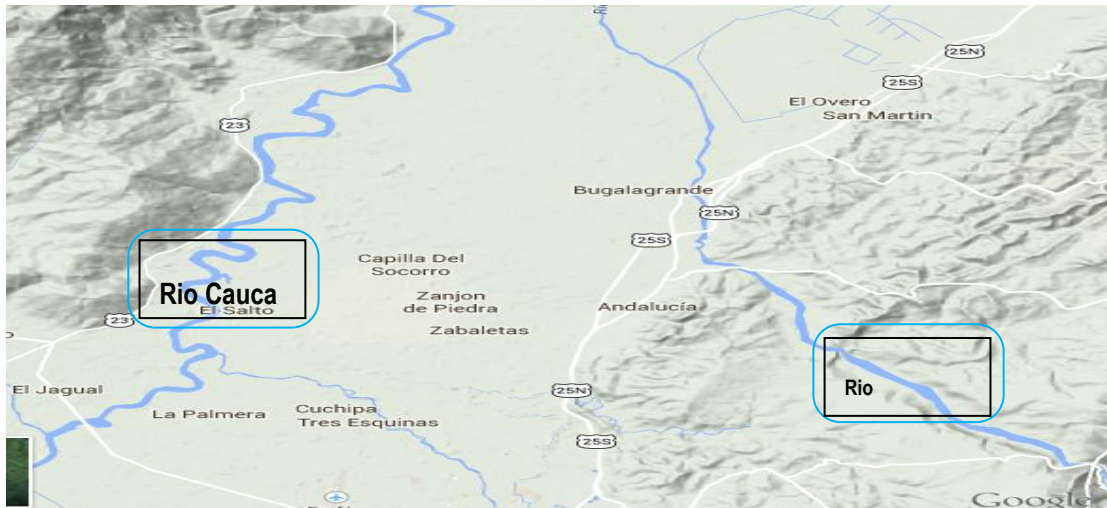 25S
25S
El Overo
San Martin
23
Bugalagrande
25N
25S
Capilla Del
Socorro
Rio Cauca
Zanjon
de Piedra
El Salto
Andalucía
23
Zabaletas
Rio
El Jagual
25N
La Palmera
Cuchipa
Tres Esquinas
25S
Google